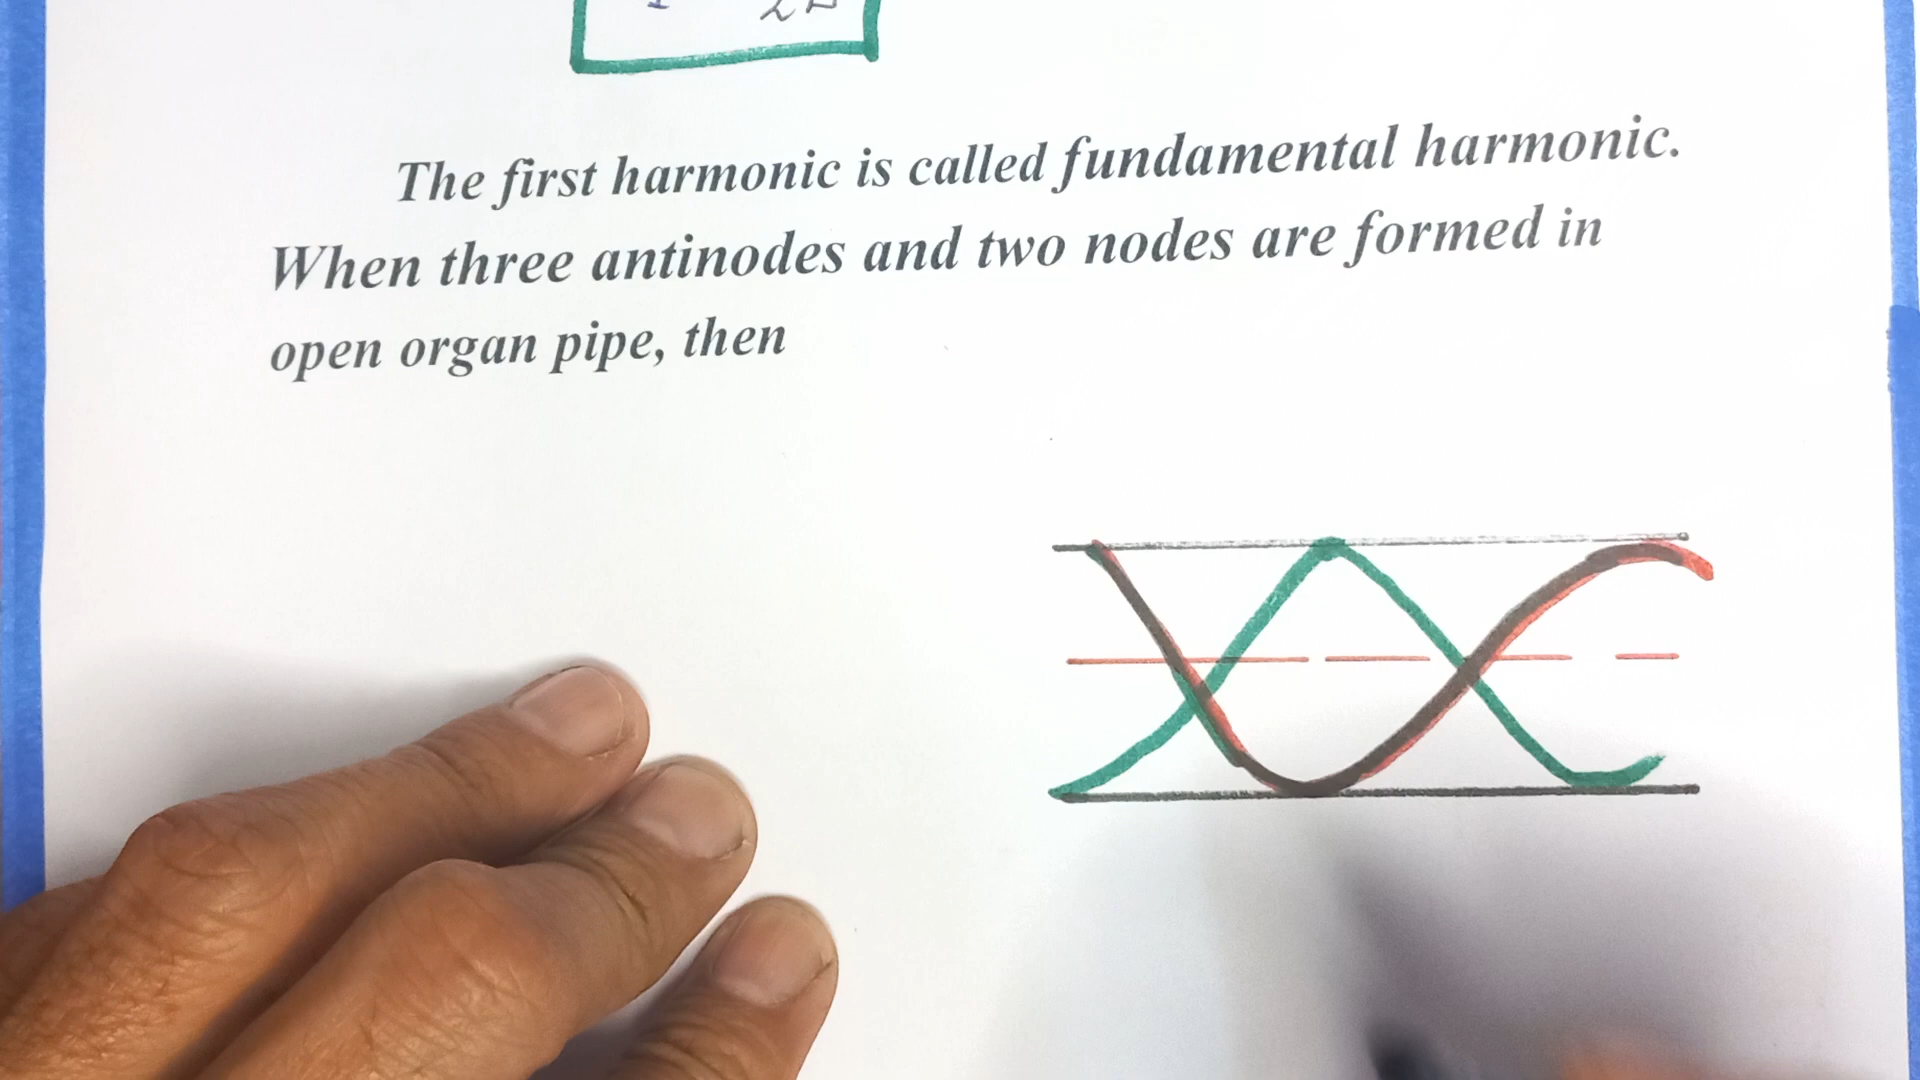 The first harmonic is called fundamental harmonic.
When three antinodes and two nodes are formed in
open organ pipe, then